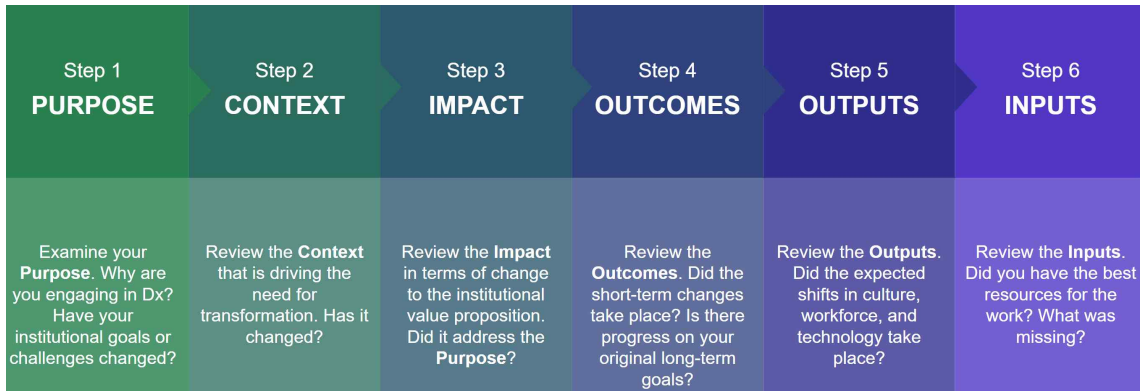 Step 1
PURPOSE
Step 2
CONTEXT
Step 3
IMPACT
Step 4
OUTCOMES
Step 5
OUTPUTS
Step 6
INPUTS
Examine your
Purpose. Why are
you engaging in Dx?
Have your
institutional goals or
challenges changed?
Review the Context
that is driving the
need for
transformation. Has it
changed?
Review the Impact
in terms of change
to the institutional
value proposition.
Did it address the
Purpose?
Review the
Outcomes. Did the
short-term changes
take place? Is there
progress on your
original long-term
goals?
Review the Outputs.
Did the expected
shifts in culture,
workforce, and
technology take
place?
Review the Inputs.
Did you have the best
resources for the
work? What was
missing?